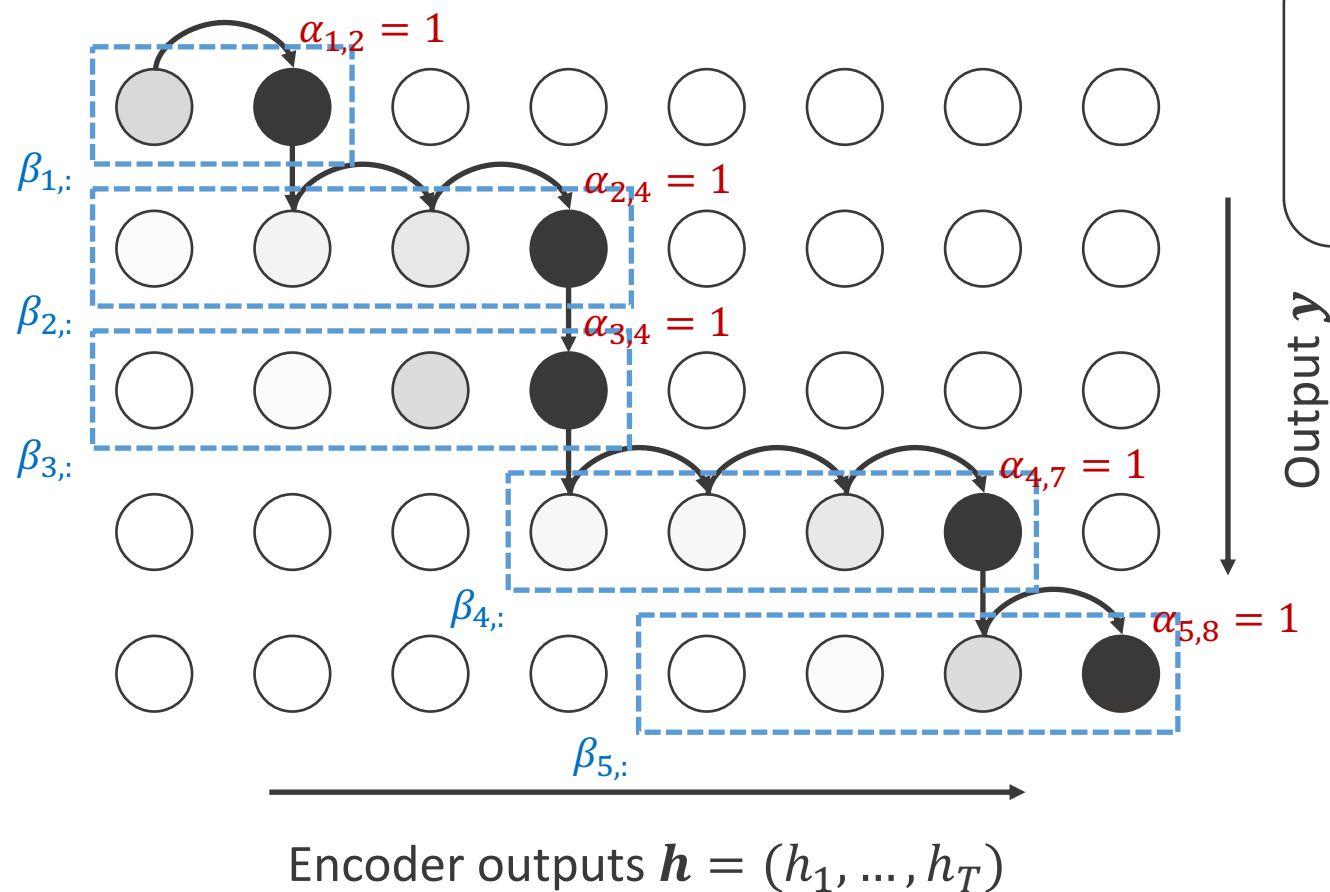 α₁,₂ = 1
β₁,:
α₂,₄ = 1
β₂,:
α₃,₄ = 1
β₃,:
α₄,₇ = 1
β₄,:
α₅,₈ = 1
β₅,:
Output y
Encoder outputs h = (h₁, … , h_T)